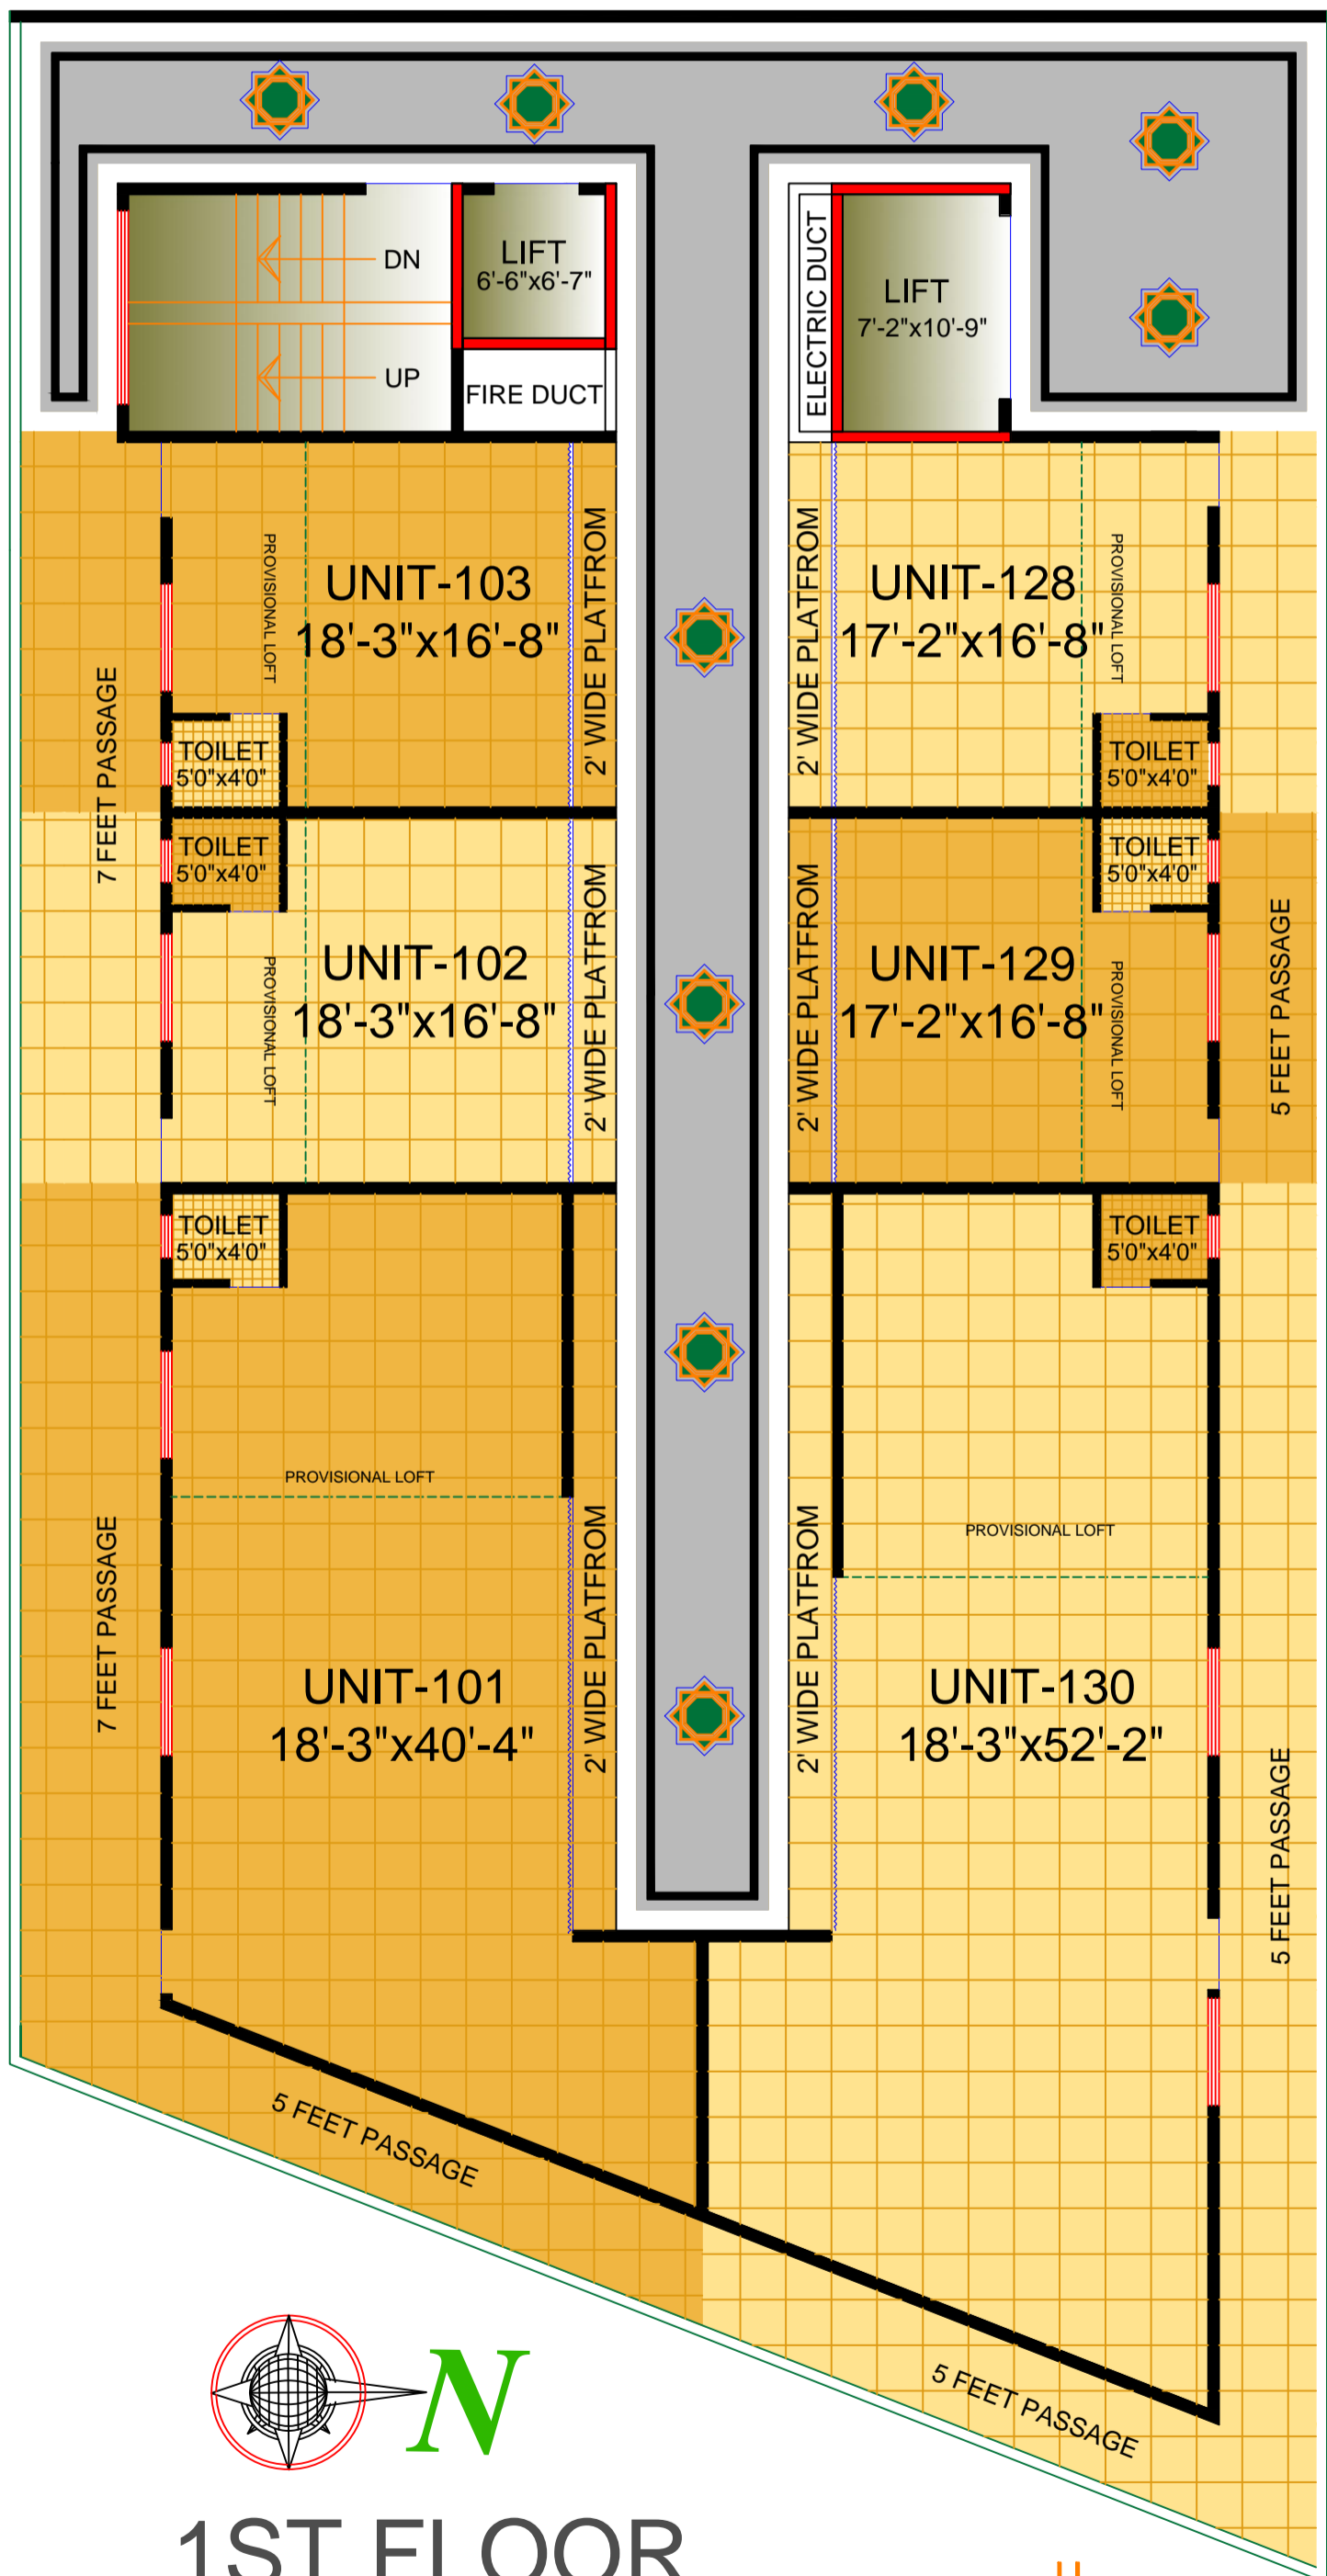 DN
UP
LIFT
6'-6"x6'-7"
FIRE DUCT
ELECTRIC DUCT
LIFT
7'-2"x10'-9"
7 FEET PASSAGE
PROVISIONAL LOFT
UNIT-103
18'-3"x16'-8"
2' WIDE PLATFROM
TOILET
5'0"x4'0"
2' WIDE PLATFROM
UNIT-128
17'-2"x16'-8"
PROVISIONAL LOFT
TOILET
5'0"x4'0"
TOILET
5'0"x4'0"
PROVISIONAL LOFT
UNIT-102
18'-3"x16'-8"
2' WIDE PLATFROM
2' WIDE PLATFROM
UNIT-129
17'-2"x16'-8"
PROVISIONAL LOFT
TOILET
5'0"x4'0"
5 FEET PASSAGE
TOILET
5'0"x4'0"
PROVISIONAL LOFT
7 FEET PASSAGE
UNIT-101
18'-3"x40'-4"
2' WIDE PLATFROM
TOILET
5'0"x4'0"
PROVISIONAL LOFT
2' WIDE PLATFROM
UNIT-130
18'-3"x52'-2"
5 FEET PASSAGE
5 FEET PASSAGE
5 FEET PASSAGE
N
1ST FLOOR